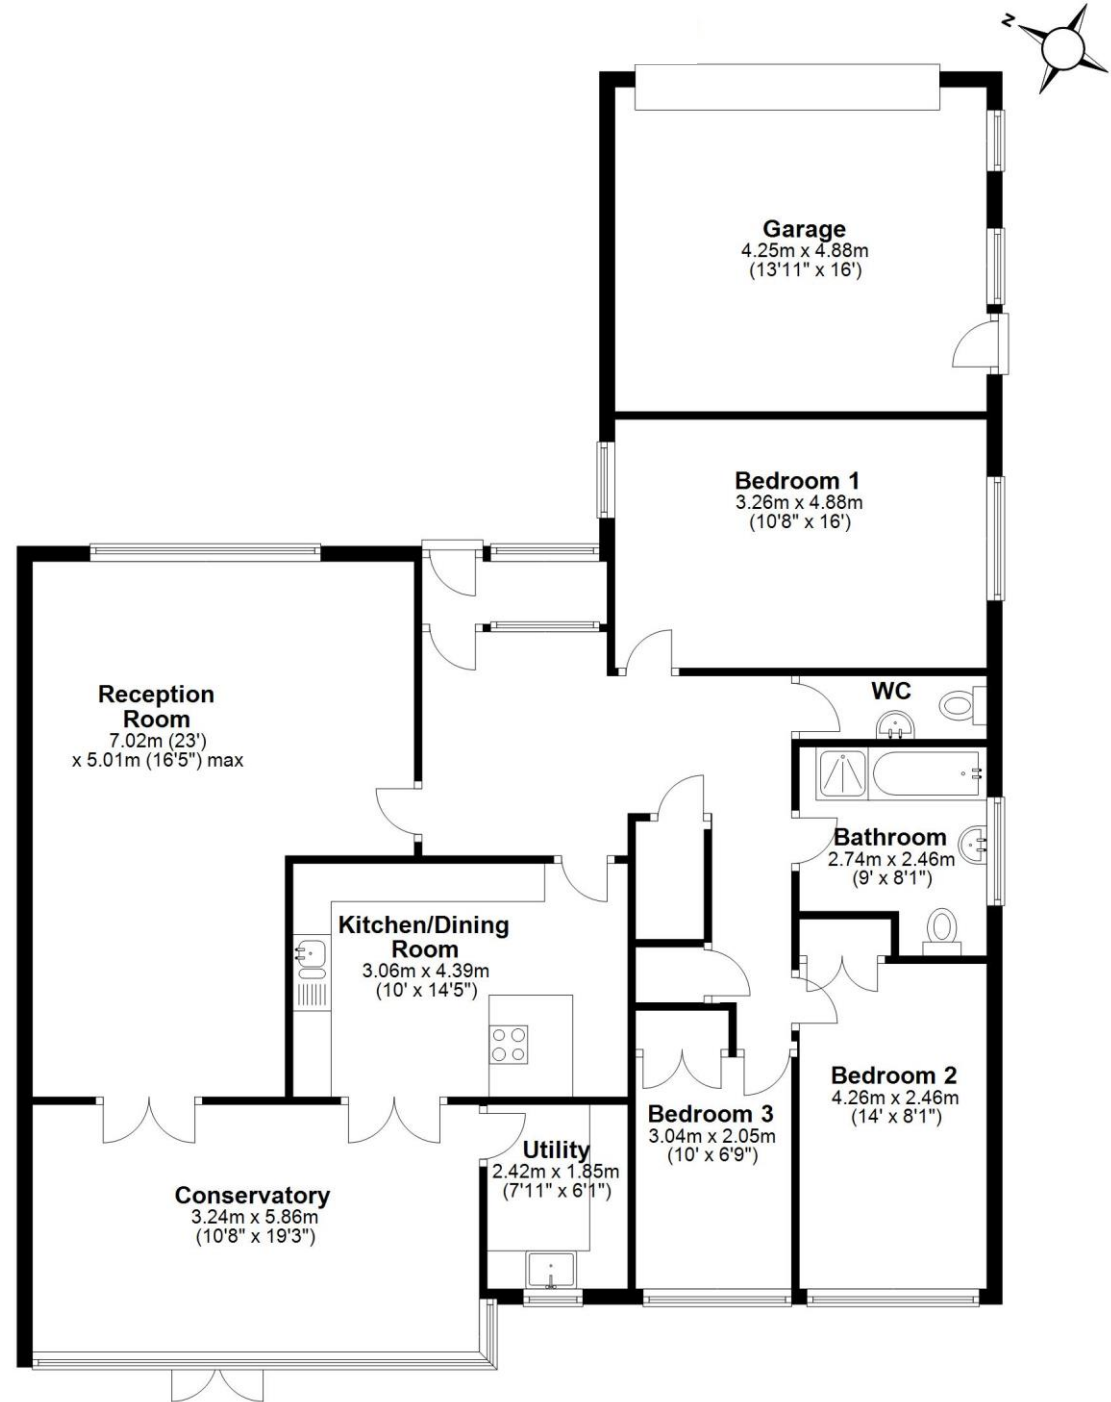 N
Garage
4.25m x 4.88m
(13'11" x 16')
Bedroom 1
3.26m x 4.88m
(10'8" x 16')
Reception
Room
7.02m (23')
x 5.01m (16'5") max
WC
Bathroom
2.74m x 2.46m
(9' x 8'1")
Kitchen/Dining
Room
3.06m x 4.39m
(10' x 14'5")
Bedroom 2
4.26m x 2.46m
(14' x 8'1")
Bedroom 3
3.04m x 2.05m
(10' x 6'9")
Utility
2.42m x 1.85m
(7'11" x 6'1")
Conservatory
3.24m x 5.86m
(10'8" x 19'3")